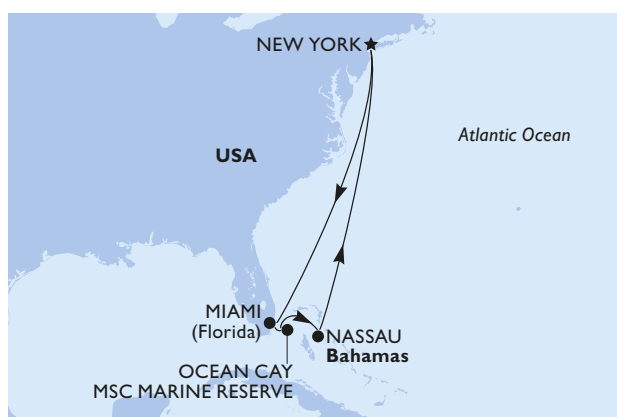 NEW YORK
Atlantic Ocean
USA
MIAMI
(Florida)
NASSAU
Bahamas
OCEAN CAY
MSC MARINE RESERVE